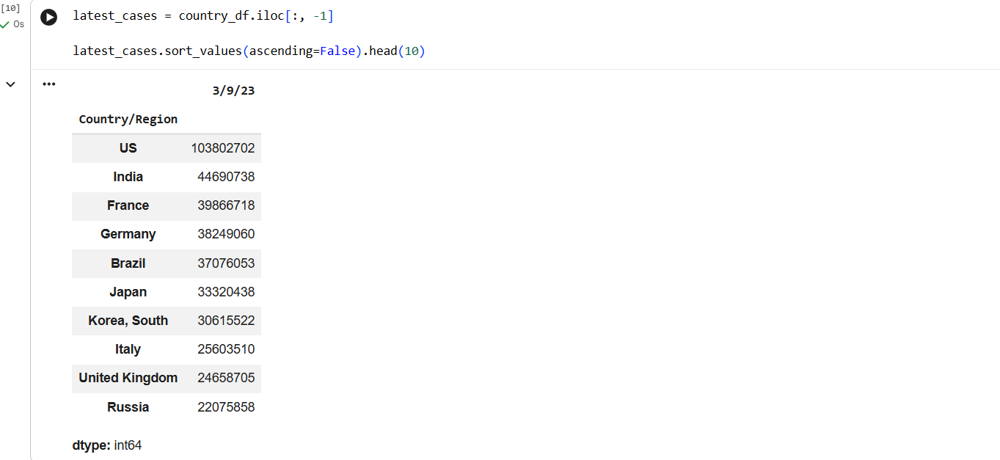 [10]
0s
latest_cases = country_df.iloc[:, -1]
latest_cases.sort_values(ascending=False).head(10)
3/9/23
Country/Region
US 103802702
India 44690738
France 39866718
Germany 38249060
Brazil 37076053
Japan 33320438
Korea, South 30615522
Italy 25603510
United Kingdom 24658705
Russia 22075858
dtype: int64